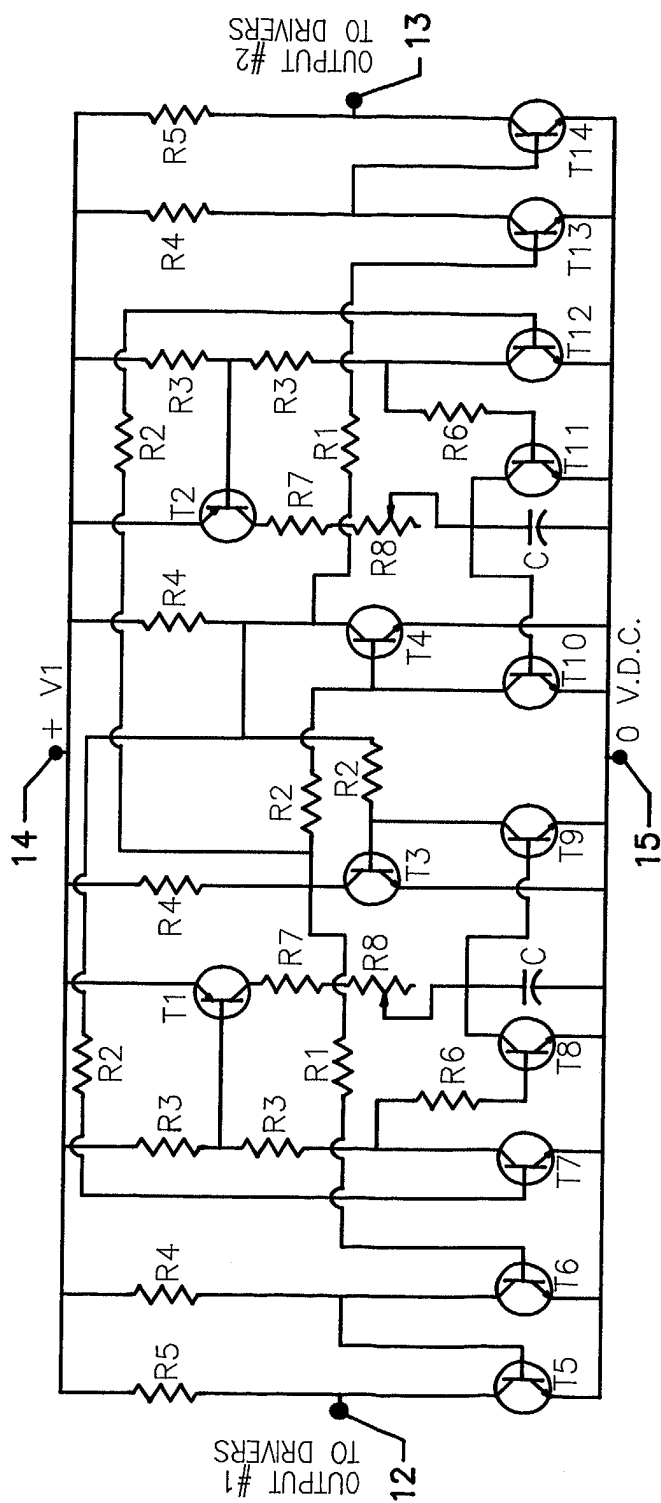 14
+ V1
R2
R2
R5
R4
R3
T1
R4
R4
T2
R3
R4
R5
OUTPUT #1
TO DRIVERS
R3
R7
R2
R7
R3
OUTPUT #2
TO DRIVERS
R1
R2
R1
R8
R8
12
T3
T4
13
R6
R6
C
C
T5
T6
T7
T8
T9
T10
T11
T12
T13
T14
0 V.D.C.
15